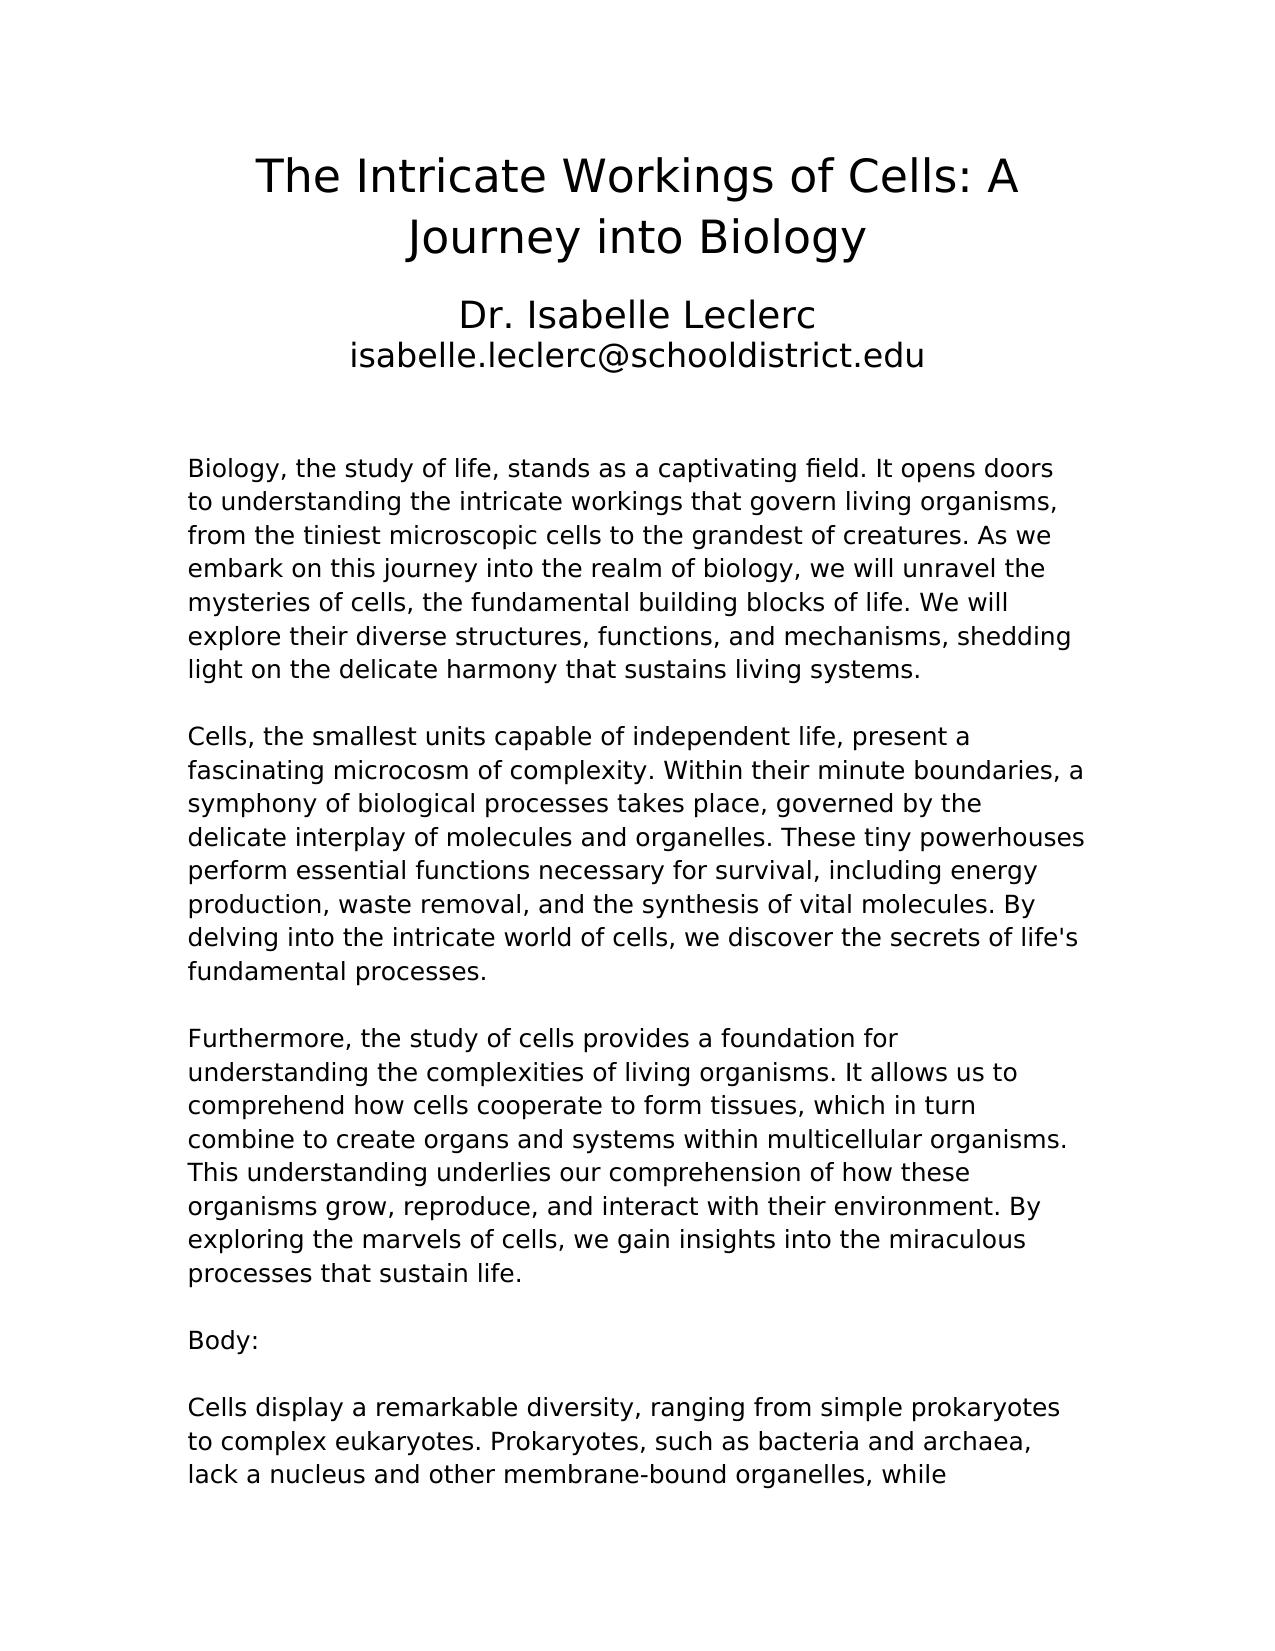 The Intricate Workings of Cells: A
Journey into Biology
Dr. Isabelle Leclerc
isabelle.leclerc@schooldistrict.edu
Biology, the study of life, stands as a captivating field. It opens doors
to understanding the intricate workings that govern living organisms,
from the tiniest microscopic cells to the grandest of creatures. As we
embark on this journey into the realm of biology, we will unravel the
mysteries of cells, the fundamental building blocks of life. We will
explore their diverse structures, functions, and mechanisms, shedding
light on the delicate harmony that sustains living systems.
Cells, the smallest units capable of independent life, present a
fascinating microcosm of complexity. Within their minute boundaries, a
symphony of biological processes takes place, governed by the
delicate interplay of molecules and organelles. These tiny powerhouses
perform essential functions necessary for survival, including energy
production, waste removal, and the synthesis of vital molecules. By
delving into the intricate world of cells, we discover the secrets of life's
fundamental processes.
Furthermore, the study of cells provides a foundation for
understanding the complexities of living organisms. It allows us to
comprehend how cells cooperate to form tissues, which in turn
combine to create organs and systems within multicellular organisms.
This understanding underlies our comprehension of how these
organisms grow, reproduce, and interact with their environment. By
exploring the marvels of cells, we gain insights into the miraculous
processes that sustain life.
Body:
Cells display a remarkable diversity, ranging from simple prokaryotes
to complex eukaryotes. Prokaryotes, such as bacteria and archaea,
lack a nucleus and other membrane-bound organelles, while